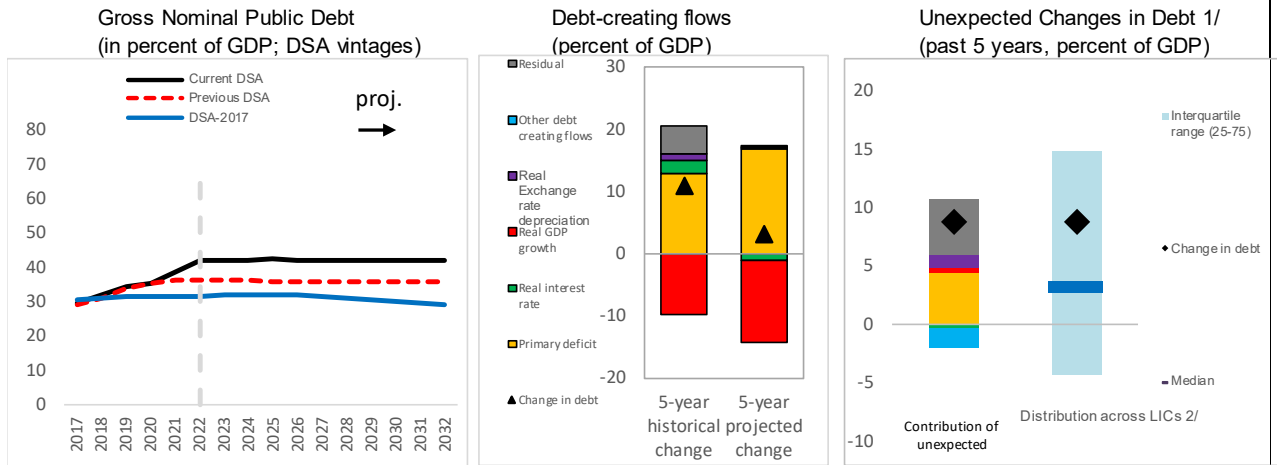 Gross Nominal Public Debt
(in percent of GDP; DSA vintages)
Current DSA
Previous DSA
DSA-2017
proj.
80
70
60
50
40
30
20
10
0
2017
2018
2019
2020
2021
2022
2023
2024
2025
2026
2027
2028
2029
2030
2031
2032
Debt-creating flows
(percent of GDP)
Residual
Other debt
creating flows
Real
Exchange rate
depreciation
Real GDP
growth
Real interest
rate
Primary deficit
Change in debt
30
20
10
0
-10
-20
5-year
historical
change
5-year
projected
change
Unexpected Changes in Debt 1/
(past 5 years, percent of GDP)
20
15
10
5
0
-5
-10
Interquartile
range (25-75)
Change in debt
Median
Contribution of
unexpected
Distribution across LICs 2/